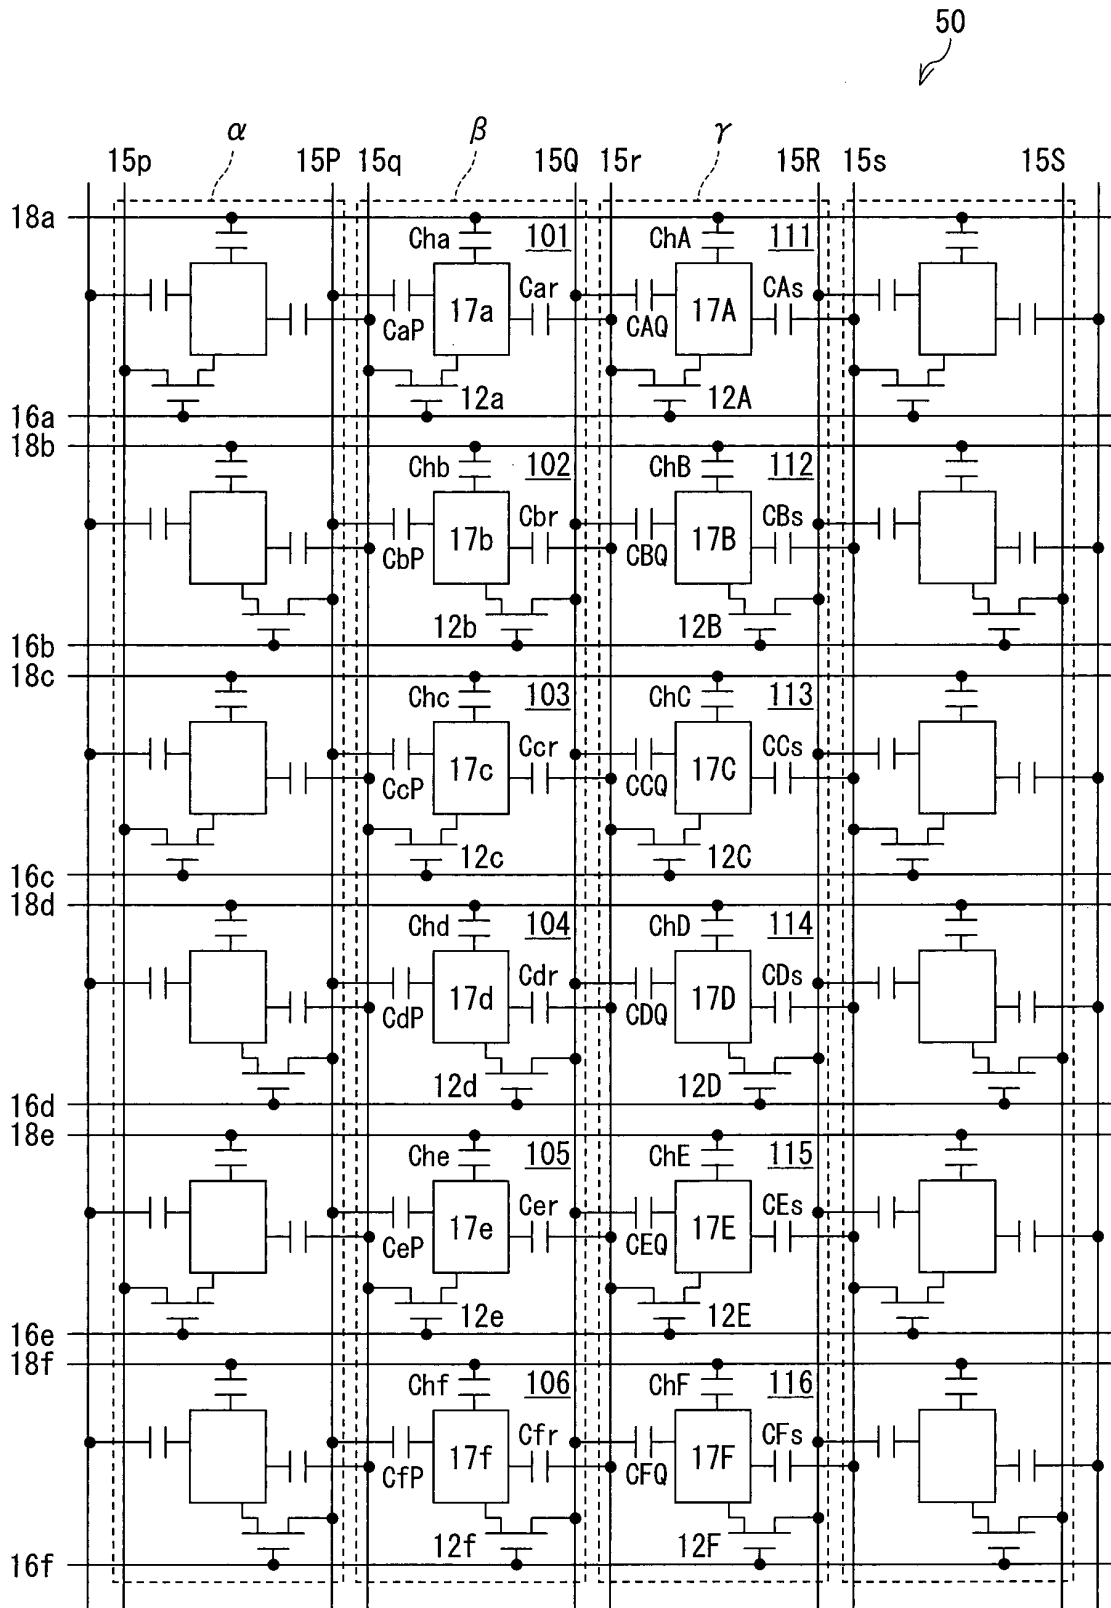 50
α β γ
15p 15P 15q 15Q 15r 15R 15s 15S
18a
Cha 101 ChA 111
Car CAs
17a 17A
CaP CAQ
12a 12A
16a
18b
Chb 102 ChB 112
Cbr CBs
17b 17B
CbP CBQ
12b 12B
16b
18c
Chc 103 ChC 113
Ccr CCs
17c 17C
CcP CCQ
12c 12C
16c
18d
Chd 104 ChD 114
Cdr CDs
17d 17D
CdP CDQ
12d 12D
16d
18e
Che 105 ChE 115
Cer CEs
17e 17E
CeP CEQ
12e 12E
16e
18f
Chf 106 ChF 116
Cfr CFs
17f 17F
CfP CFQ
12f 12F
16f